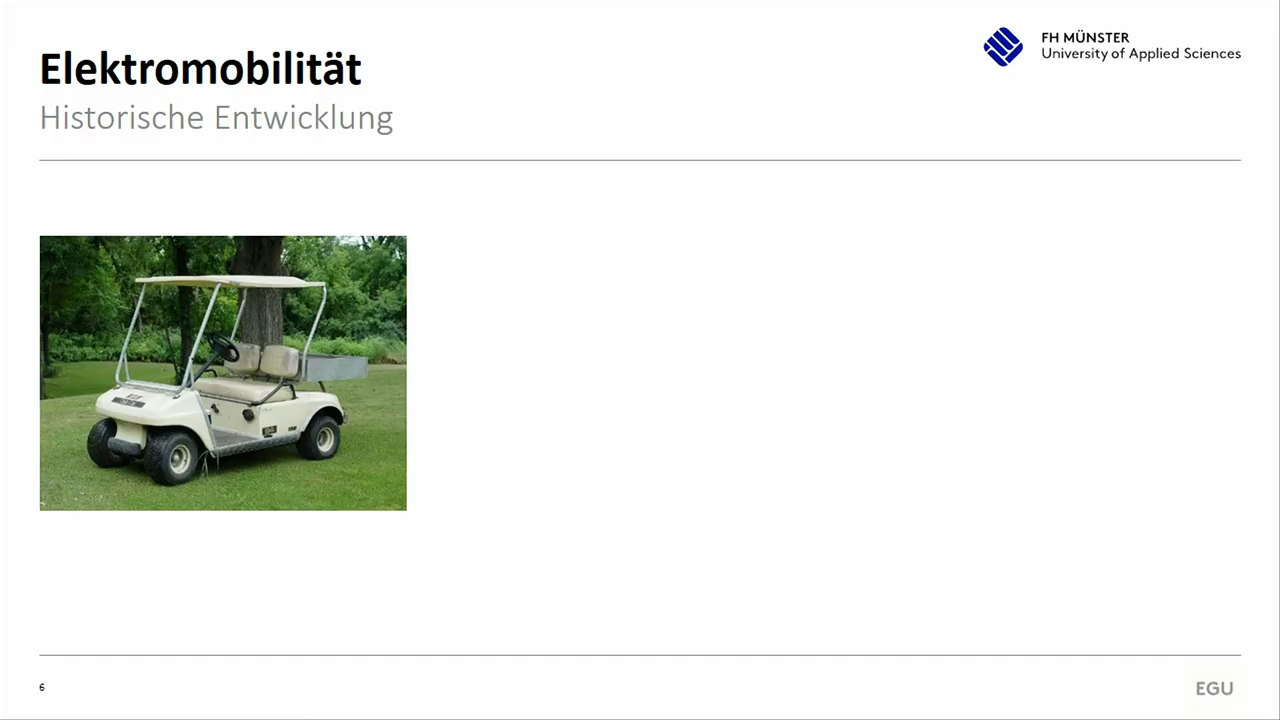 Elektromobilität
Historische Entwicklung
FH MÜNSTER
University of Applied Sciences
6
EGU